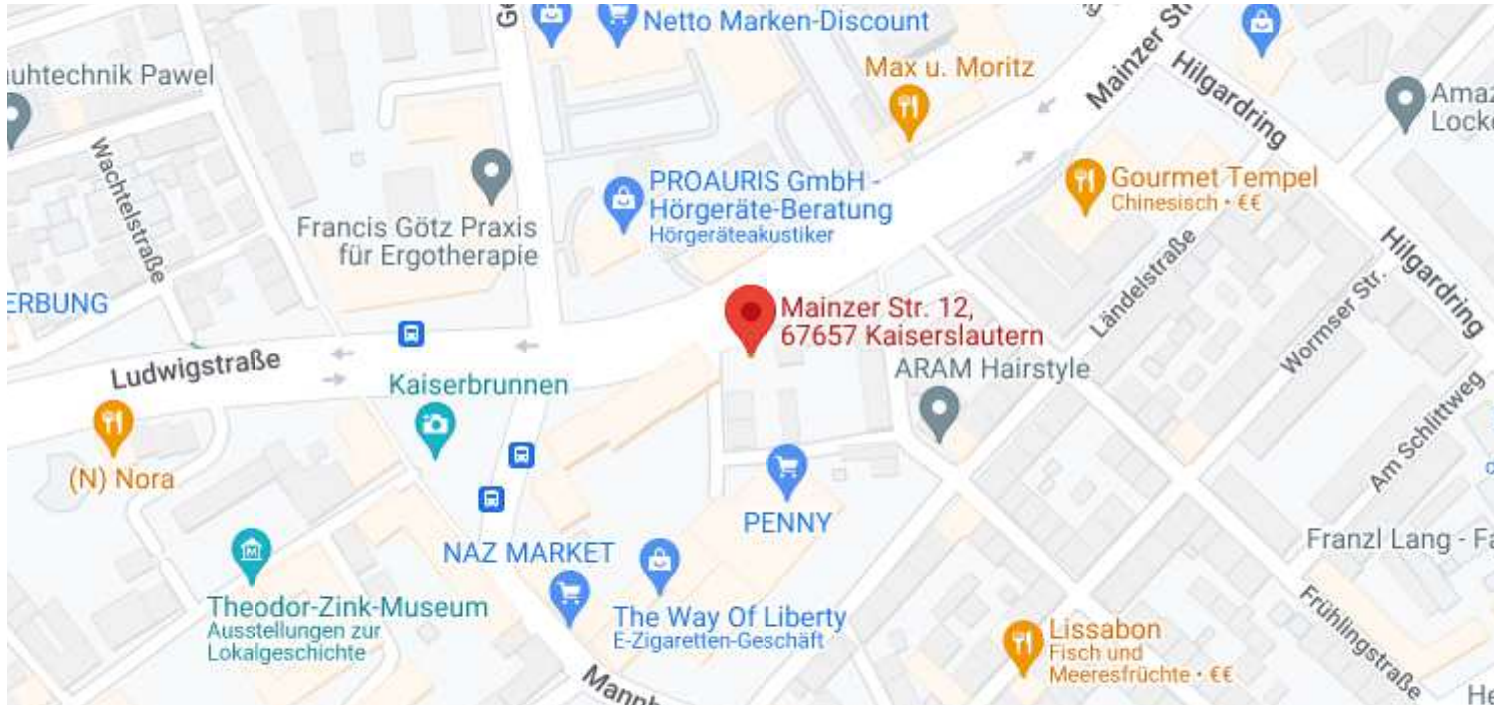 Netto Marken-Discount
uhtechnik Pawel
Max u. Moritz
Mainzer Str
Hilgardring
Wachtelstraße
PROAURIS GmbH -
Hörgeräte-Beratung
Hörgeräteakustiker
Gourmet Tempel
Chinesisch • €€
Francis Götz Praxis
für Ergotherapie
ERBUNG
Ländelstraße
Hilgardring
Wormser Str.
Mainzer Str. 12,
67657 Kaiserslautern
Ludwigstraße
Kaiserbrunnen
ARAM Hairstyle
Am Schlittweg
(N) Nora
PENNY
NAZ MARKET
Franzl Lang - Fa
Theodor-Zink-Museum
Ausstellungen zur
Lokalgeschichte
The Way Of Liberty
E-Zigaretten-Geschäft
Lissabon
Fisch und
Meeresfrüchte • €€
Frühlingstraße
Mannh
He